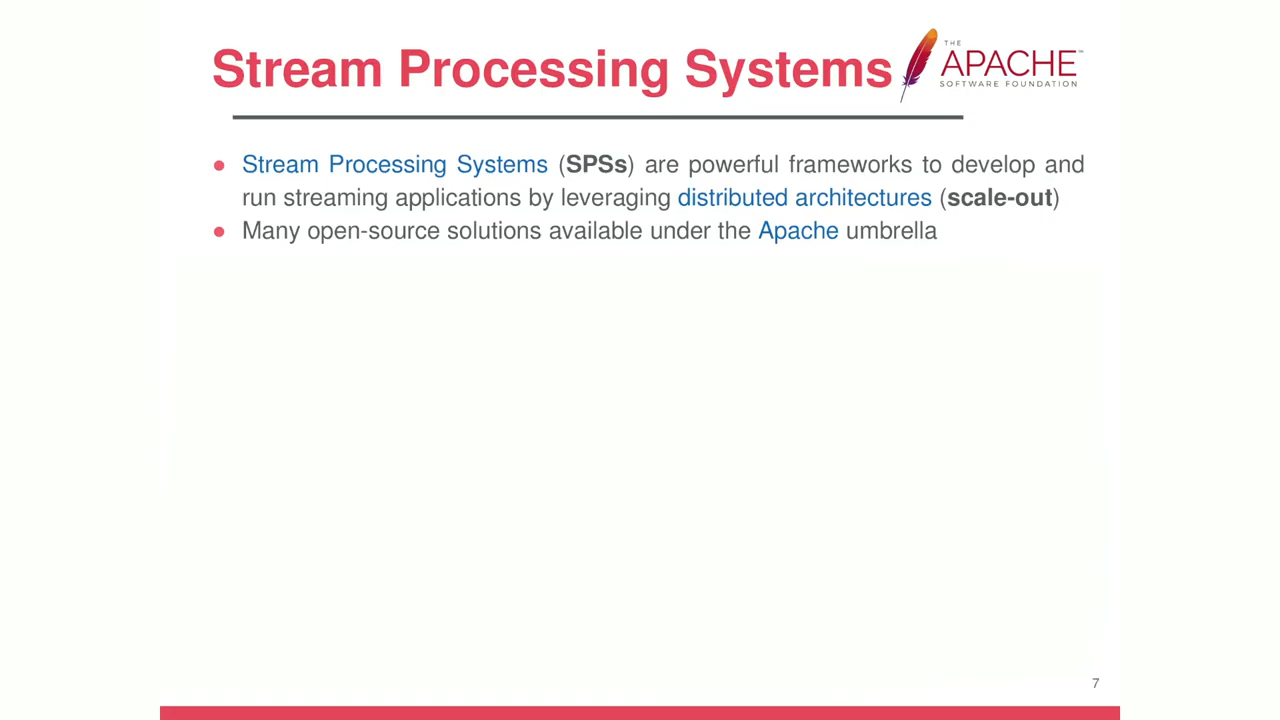 Stream Processing Systems
THE
APACHE™
SOFTWARE FOUNDATION
● Stream Processing Systems (SPSs) are powerful frameworks to develop and
run streaming applications by leveraging distributed architectures (scale-out)
● Many open-source solutions available under the Apache umbrella
7